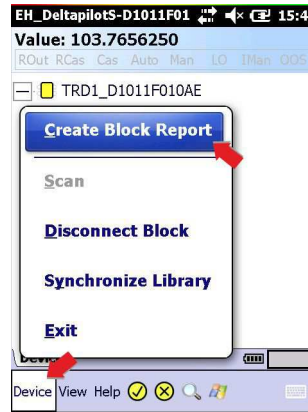 EH_DeltapilotS-D1011F01 15:4
Value: 103.7656250
ROut RCas Cas Auto Man LO IMan OOS
TRD1_D1011F010AE
Create Block Report
Scan
Disconnect Block
Synchronize Library
Exit
Device View Help